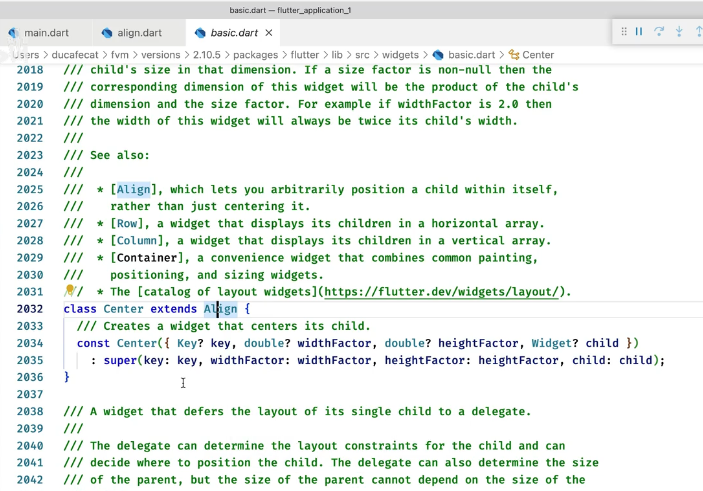 basic.dart — flutter_application_1
main.dart align.dart basic.dart ×
Users > ducafecat > fvm > versions > 2.10.5 > packages > flutter > lib > src > widgets > basic.dart > Center
2018 /// child's size in that dimension. If a size factor is non-null then the
2019 /// corresponding dimension of this widget will be the product of the child's
2020 /// dimension and the size factor. For example if widthFactor is 2.0 then
2021 /// the width of this widget will always be twice its child's width.
2022 ///
2023 /// See also:
2024 ///
2025 ///  * [Align], which lets you arbitrarily position a child within itself,
2026 ///    rather than just centering it.
2027 ///  * [Row], a widget that displays its children in a horizontal array.
2028 ///  * [Column], a widget that displays its children in a vertical array.
2029 ///  * [Container], a convenience widget that combines common painting,
2030 ///    positioning, and sizing widgets.
2031 ///  * The [catalog of layout widgets](https://flutter.dev/widgets/layout/).
2032 class Center extends Align {
2033   /// Creates a widget that centers its child.
2034   const Center({ Key? key, double? widthFactor, double? heightFactor, Widget? child })
2035     : super(key: key, widthFactor: widthFactor, heightFactor: heightFactor, child: child);
2036 }
2037
2038 /// A widget that defers the layout of its single child to a delegate.
2039 ///
2040 /// The delegate can determine the layout constraints for the child and can
2041 /// decide where to position the child. The delegate can also determine the size
2042 /// of the parent, but the size of the parent cannot depend on the size of the